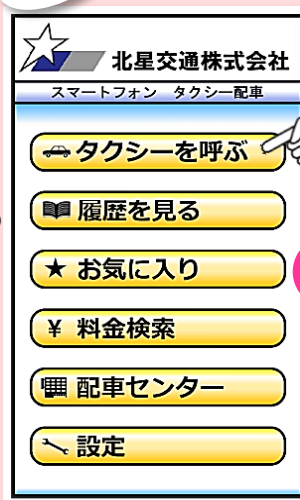 北星交通株式会社
スマートフォン タクシー配車
タクシーを呼ぶ
履歴を見る
★ お気に入り
¥ 料金検索
配車センター
設定